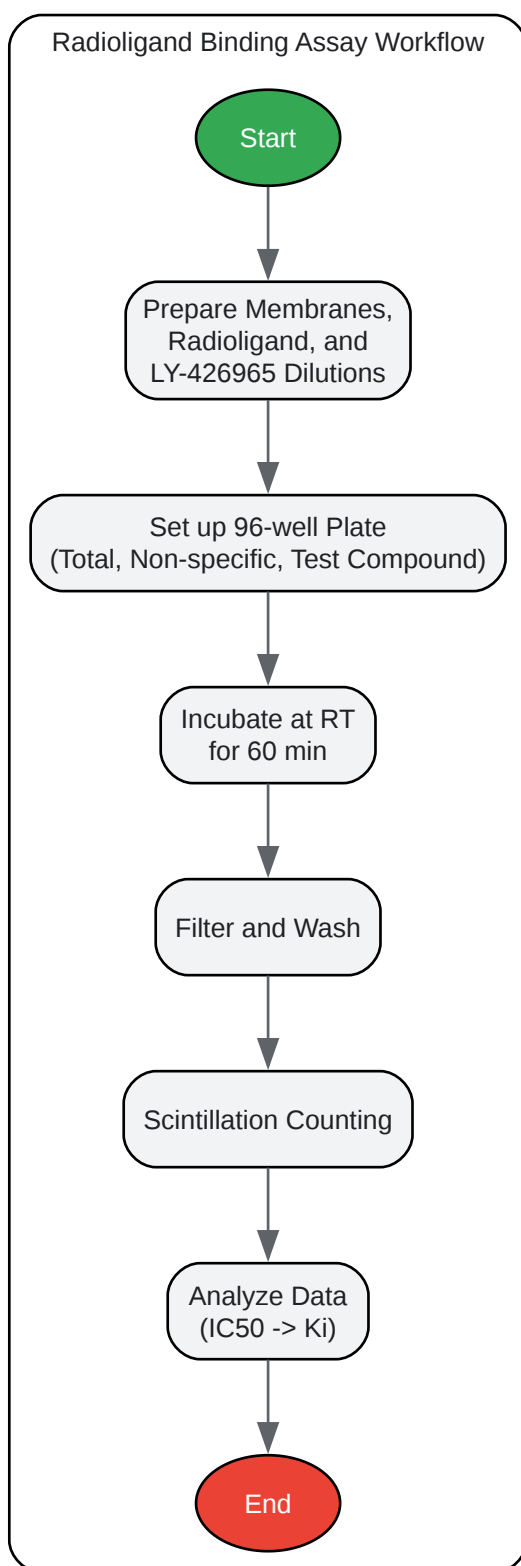 Radioligand Binding Assay Workflow
Start
Prepare Membranes,
Radioligand, and
LY-426965 Dilutions
Set up 96-well Plate
(Total, Non-specific, Test Compound)
Incubate at RT
for 60 min
Filter and Wash
Scintillation Counting
Analyze Data
(IC50 -> Ki)
End